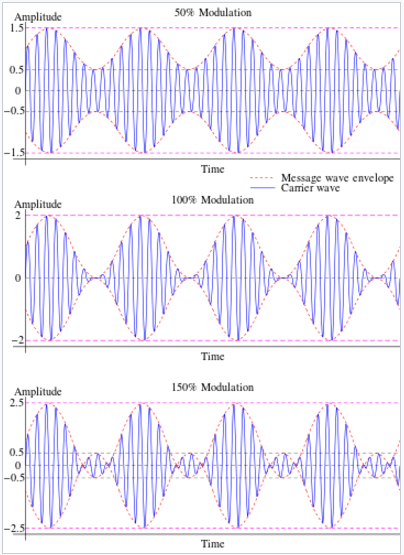 50% Modulation
Amplitude
1.5
0.5
0
−0.5
−1.5
Time
Message wave envelope
Carrier wave
100% Modulation
Amplitude
2
0
−2
Time
150% Modulation
Amplitude
2.5
0.5
0
−0.5
−2.5
Time